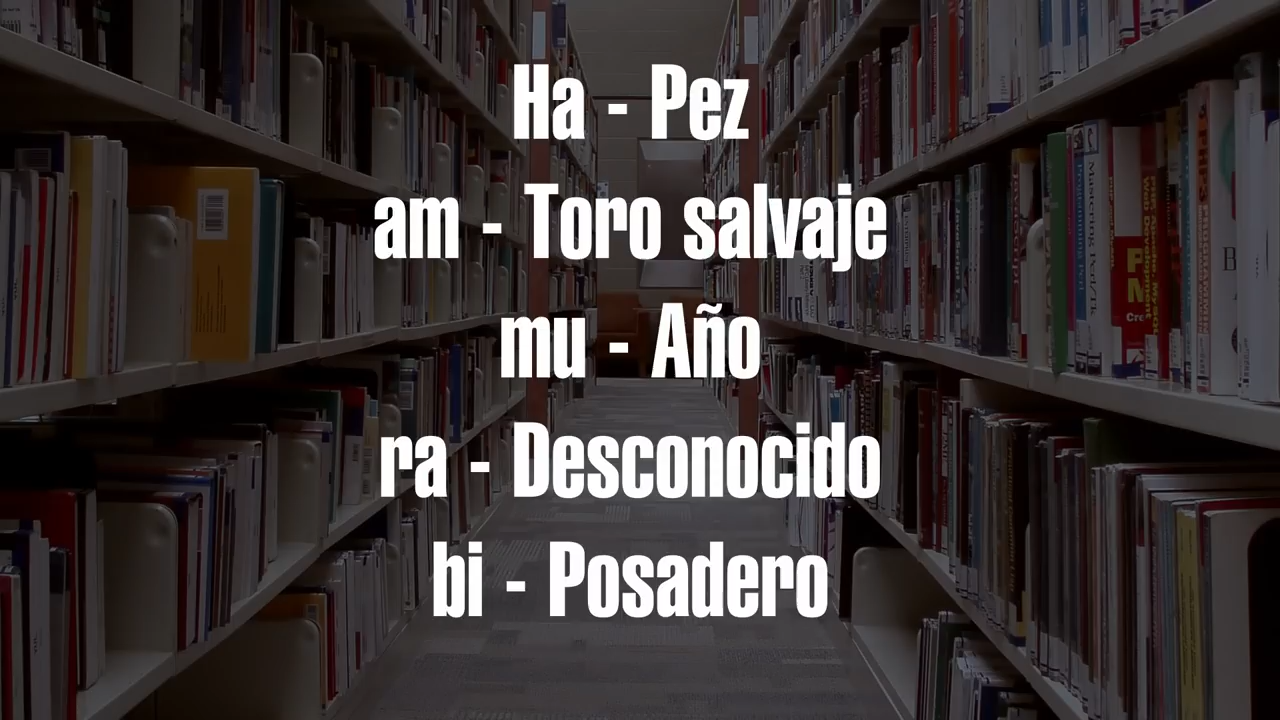 Ha - Pez
am - Toro salvaje
mu - Año
ra - Desconocido
bi - Posadero